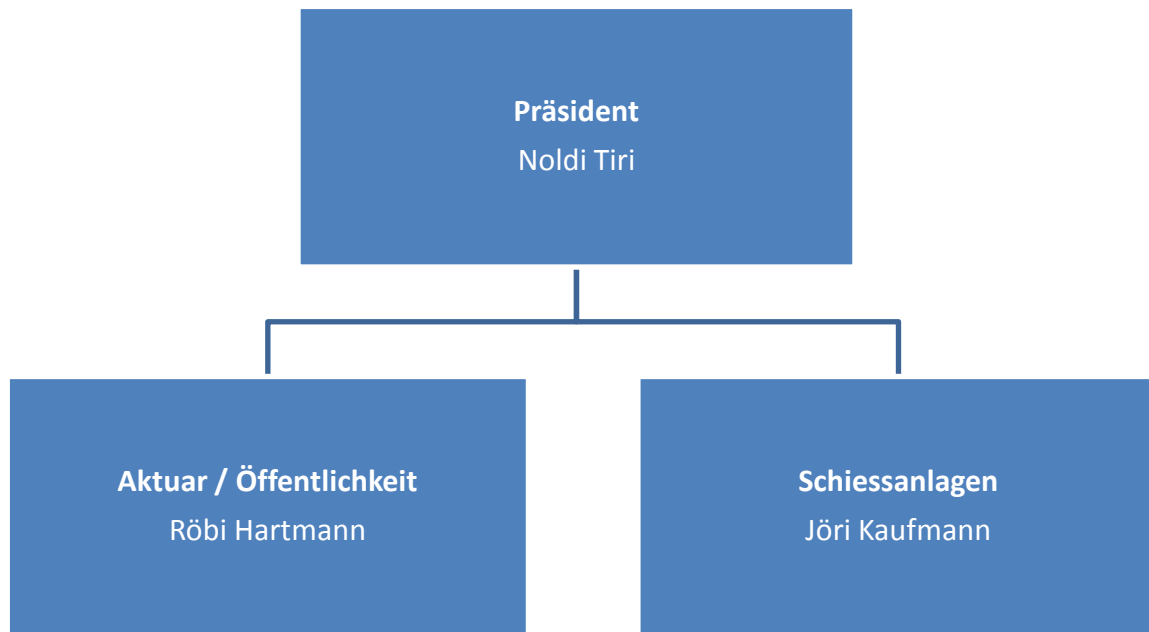 Präsident
Noldi Tiri
Aktuar / Öffentlichkeit
Röbi Hartmann
Schiessanlagen
Jöri Kaufmann